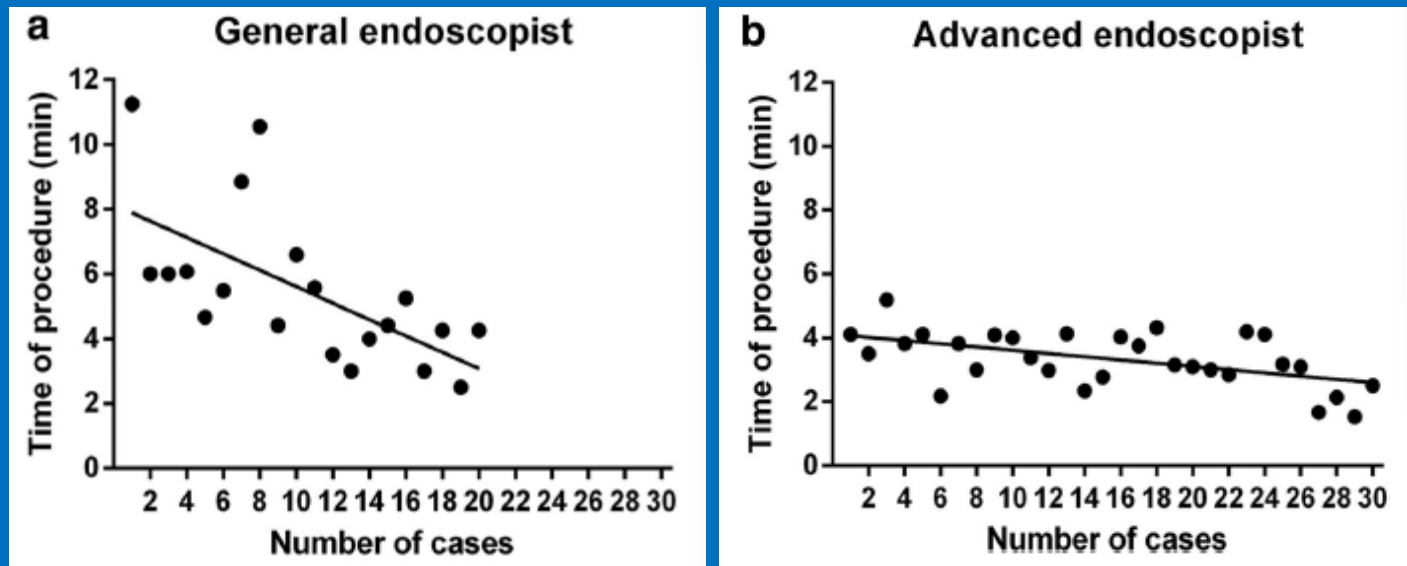 a
General endoscopist
Time of procedure (min)
12
10
8
6
4
2
0
2 4 6 8 10 12 14 16 18 20 22 24 26 28 30
Number of cases
b
Advanced endoscopist
Time of procedure (min)
12
10
8
6
4
2
0
2 4 6 8 10 12 14 16 18 20 22 24 26 28 30
Number of cases